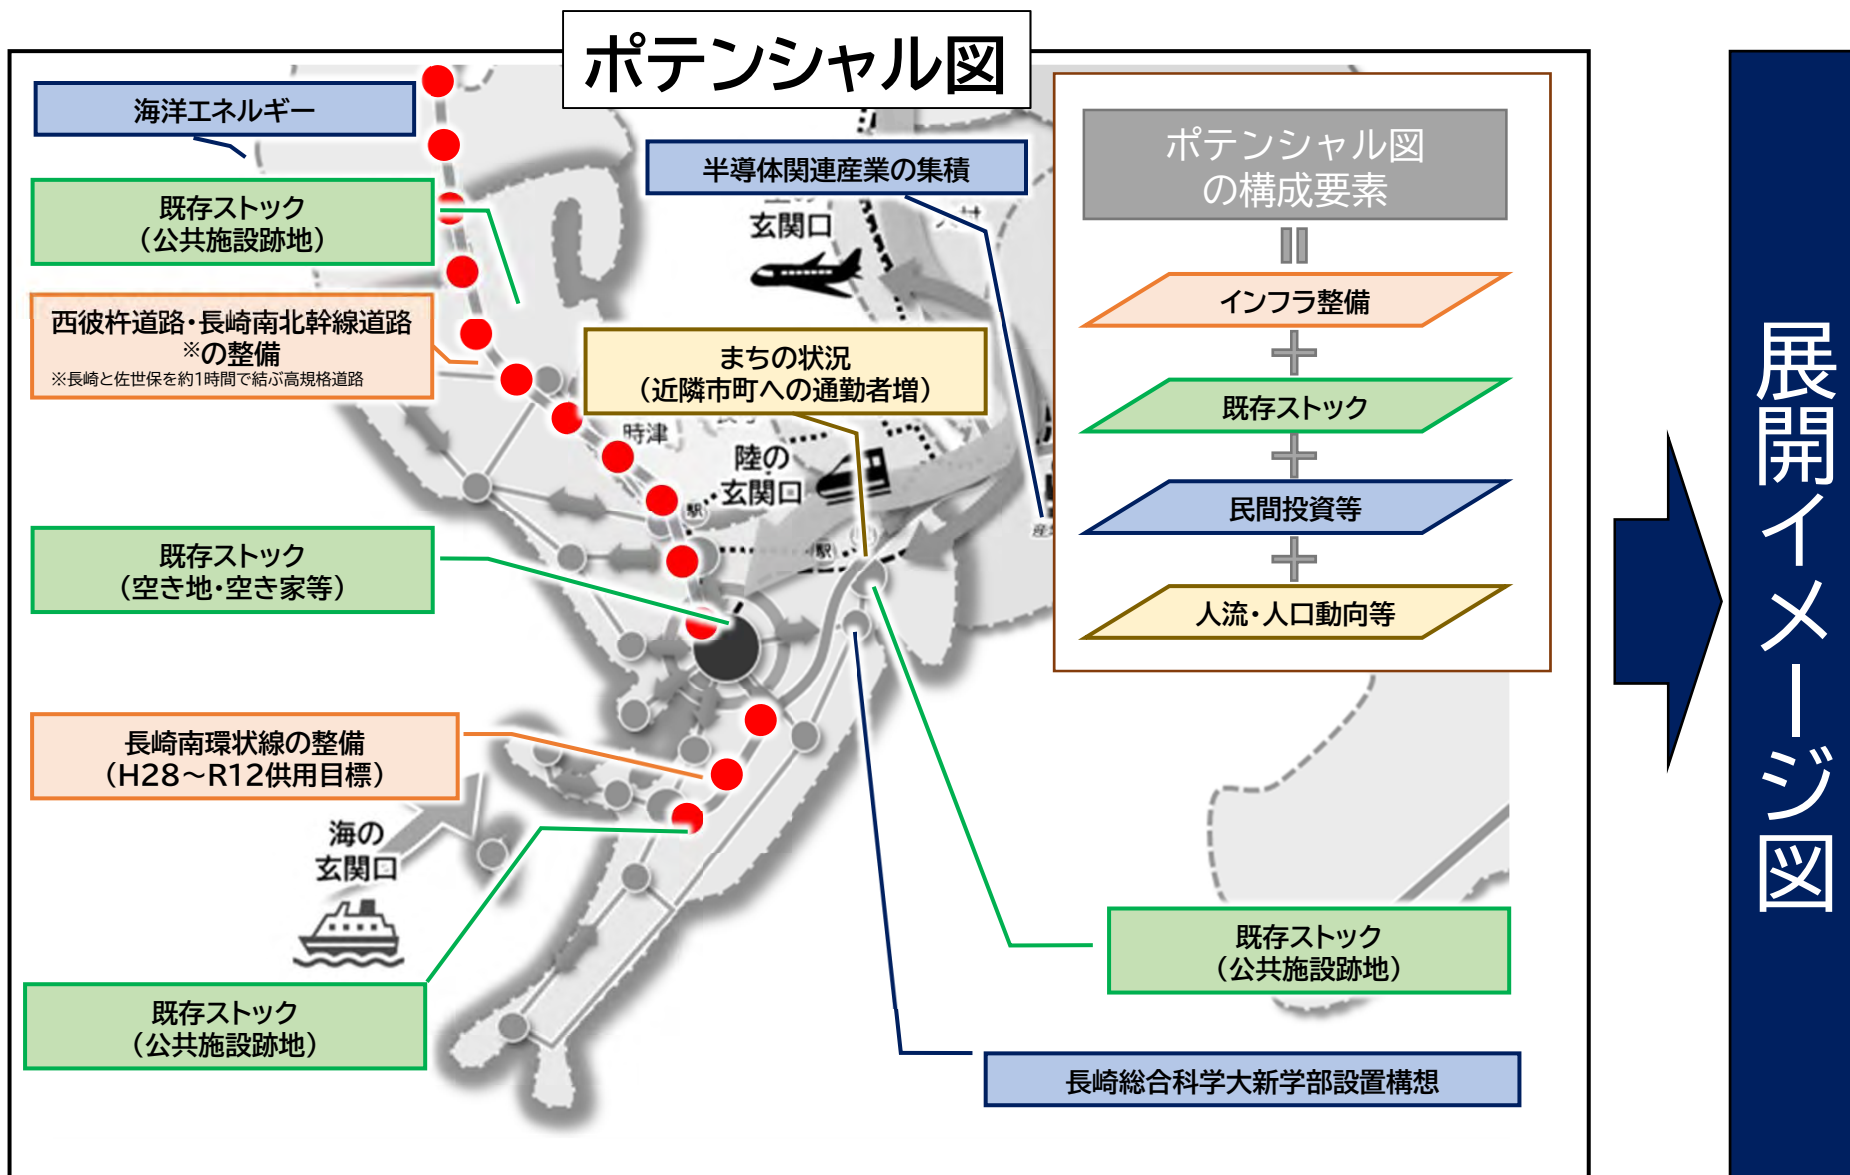 ポテンシャル図
海洋エネルギー
既存ストック
（公共施設跡地）
西彼杵道路・長崎南北幹線道路
※の整備
※長崎と佐世保を約1時間で結ぶ高規格道路
既存ストック
（空き地・空き家等）
長崎南環状線の整備
（H28～R12供用目標）
海の
玄関口
既存ストック
（公共施設跡地）
半導体関連産業の集積
玄関口
まちの状況
（近隣市町への通勤者増）
時津
陸の
玄関口
駅
駅
既存ストック
（公共施設跡地）
長崎総合科学大新学部設置構想
ポテンシャル図
の構成要素
インフラ整備
既存ストック
民間投資等
人流・人口動向等
展開イメージ図